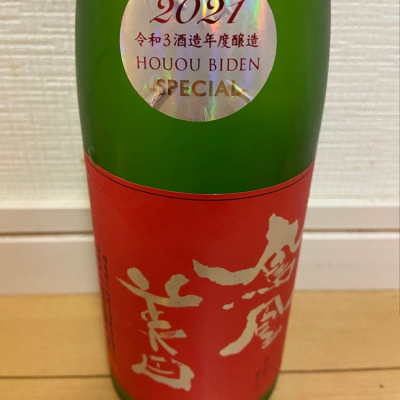 2021
令和3酒造年度醸造
HOUOU BIDEN
-SPECIAL-
鳳凰
美田